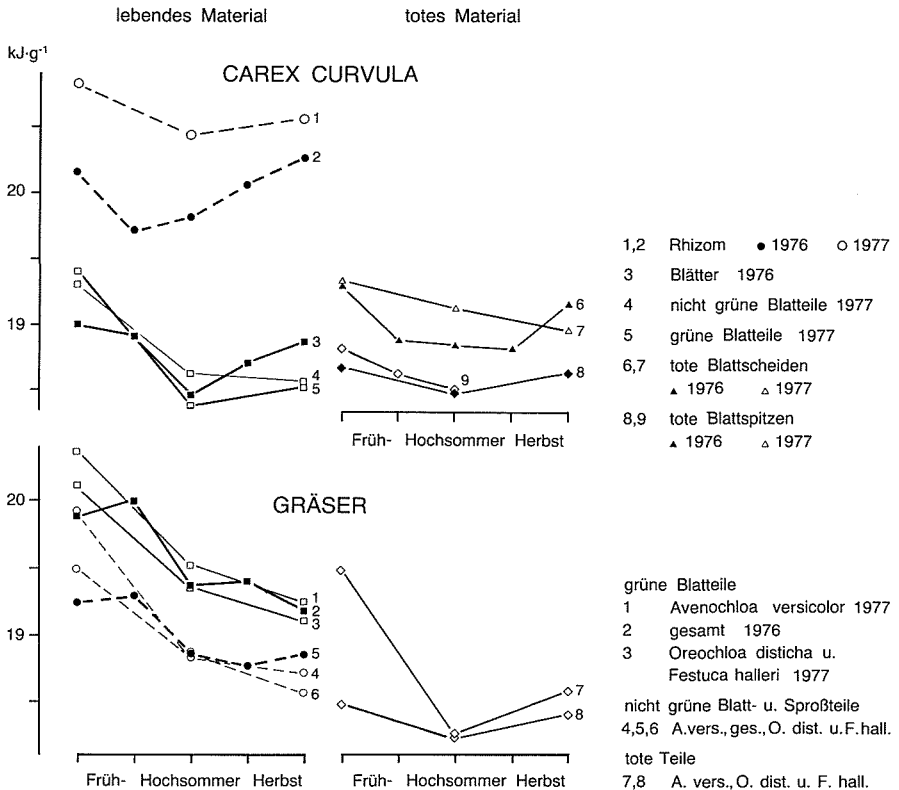 lebendes Material totes Material
kJ·g⁻¹
CAREX CURVULA
1
2
20
19
3
4
5
6
7
8
9
Früh- Hochsommer Herbst
1,2 Rhizom ● 1976 ○ 1977
3 Blätter 1976
4 nicht grüne Blatteile 1977
5 grüne Blatteile 1977
6,7 tote Blattscheiden
▲ 1976 △ 1977
8,9 tote Blattspitzen
▲ 1976 △ 1977
GRÄSER
20
19
1
2
3
5
4
6
7
8
Früh- Hochsommer Herbst Früh- Hochsommer Herbst
grüne Blatteile
1 Avenochloa versicolor 1977
2 gesamt 1976
3 Oreochloa disticha u.
Festuca halleri 1977
nicht grüne Blatt- u. Sproßteile
4,5,6 A.vers., ges., O. dist. u.F.hall.
tote Teile
7,8 A. vers., O. dist. u. F. hall.